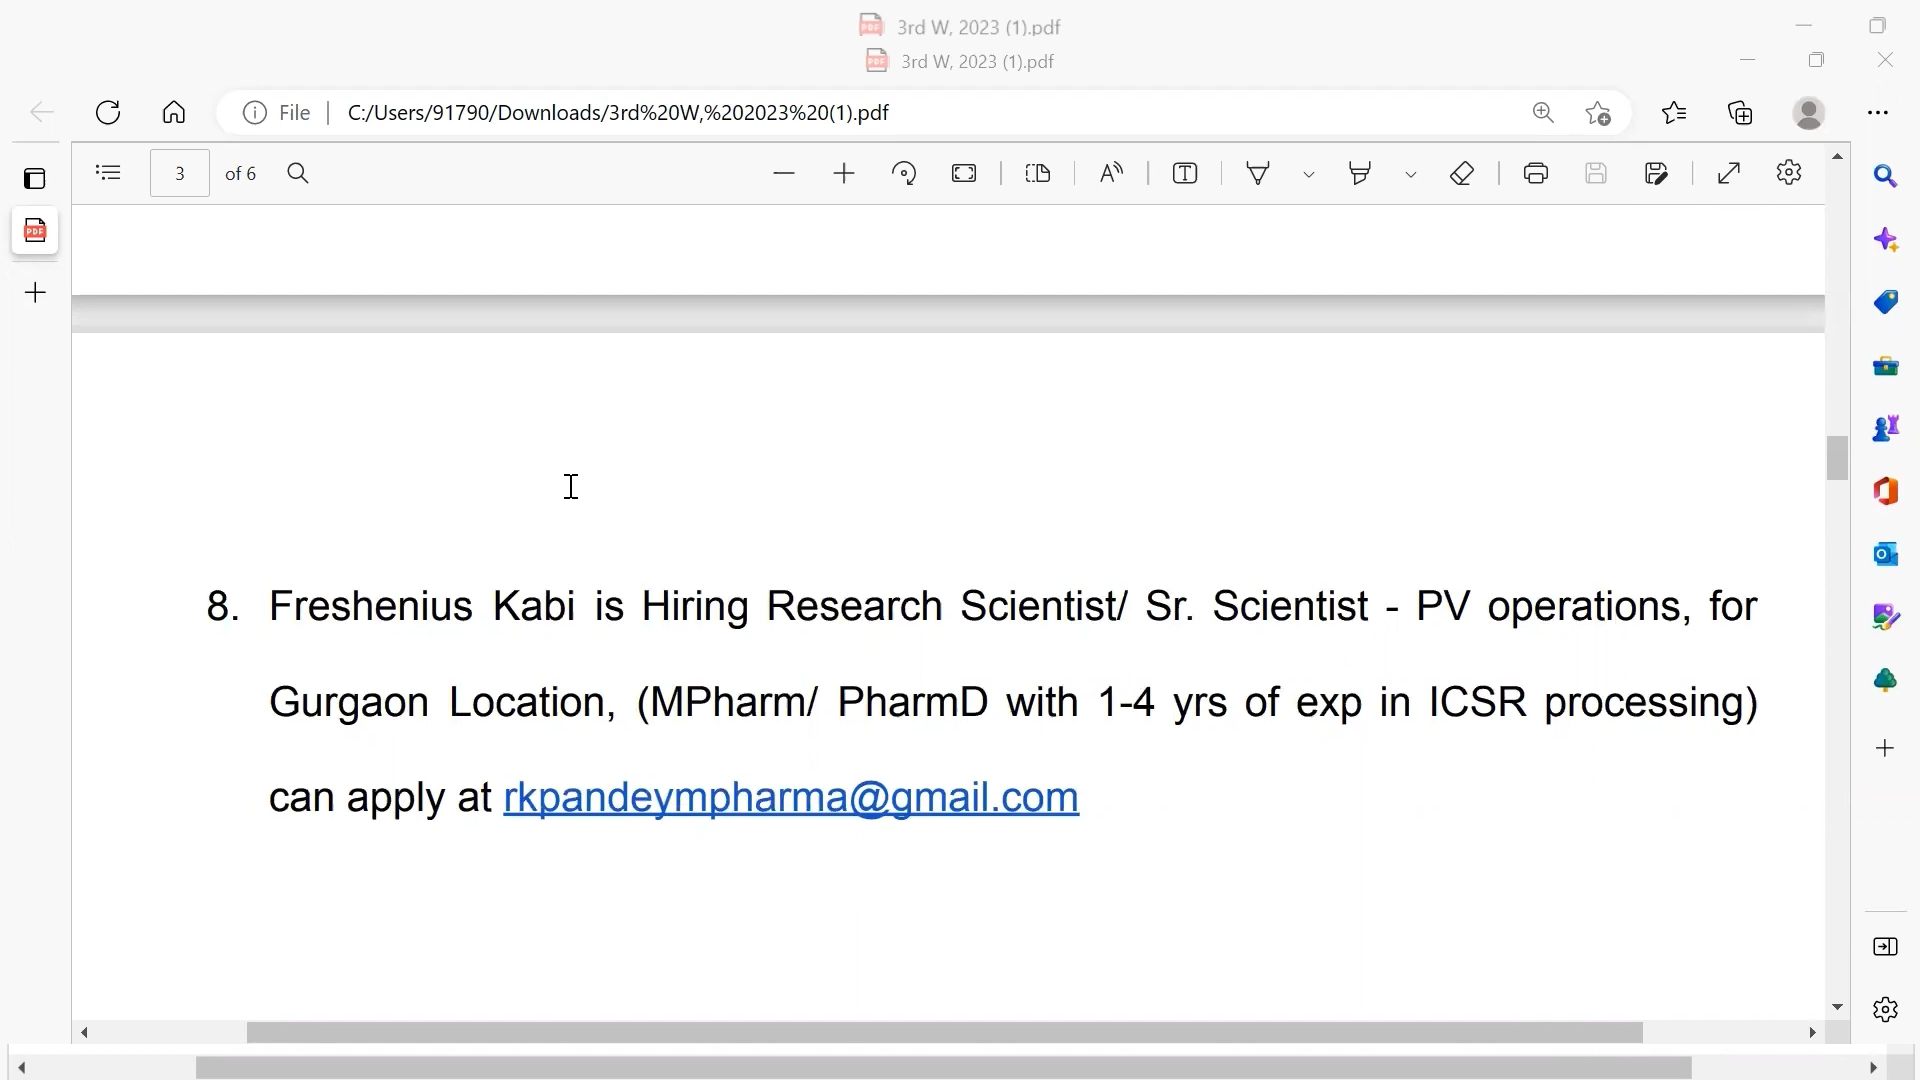 3rd W, 2023 (1).pdf
3rd W, 2023 (1).pdf
File | C:/Users/91790/Downloads/3rd%20W,%202023%20(1).pdf
3 of 6
8. Freshenius Kabi is Hiring Research Scientist/ Sr. Scientist - PV operations, for
Gurgaon Location, (MPharm/ PharmD with 1-4 yrs of exp in ICSR processing)
can apply at rkpandeympharma@gmail.com